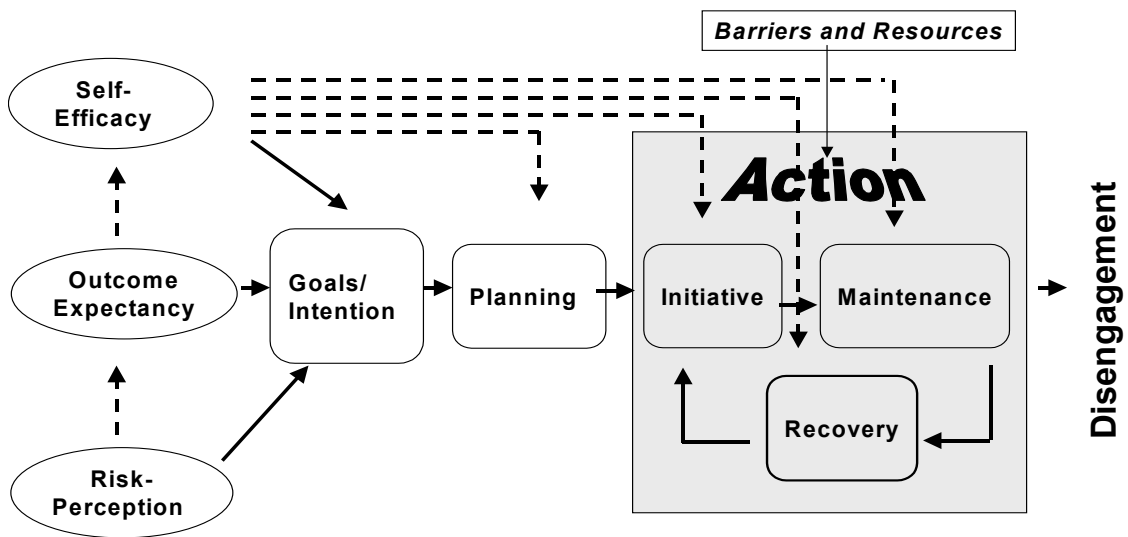 Barriers and Resources
Self-
Efficacy
Action
Outcome
Expectancy
Goals/
Intention
Planning
Initiative
Maintenance
Recovery
Risk-
Perception
Disengagement